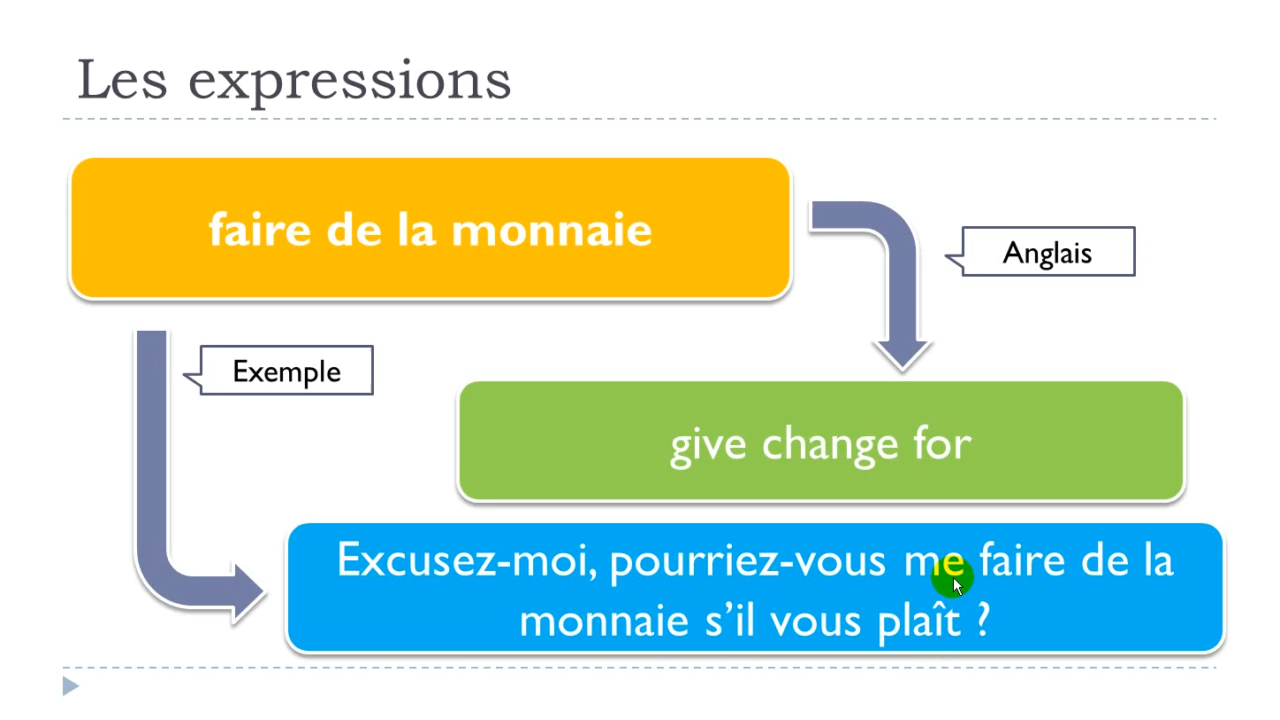 Les expressions
faire de la monnaie
Anglais
Exemple
give change for
Excusez-moi, pourriez-vous me faire de la
monnaie s’il vous plaît ?